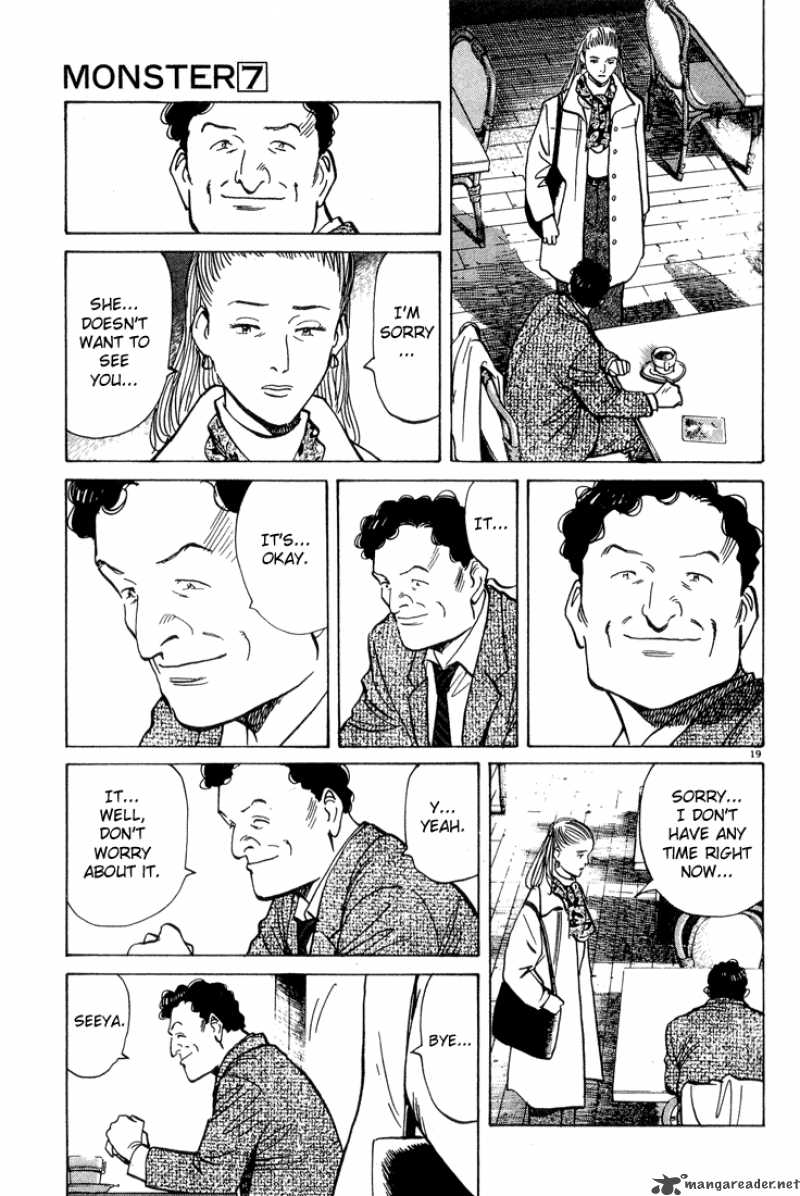 MONSTER 7
I'M
SORRY
...
SHE...
DOESN'T
WANT TO
SEE
YOU...
IT...
IT'S...
OKAY.
19
SORRY...
I DON'T
HAVE ANY
TIME RIGHT
NOW...
Y...
YEAH.
IT...
WELL,
DON'T
WORRY
ABOUT IT.
BYE...
SEEYA.
mangareader.net